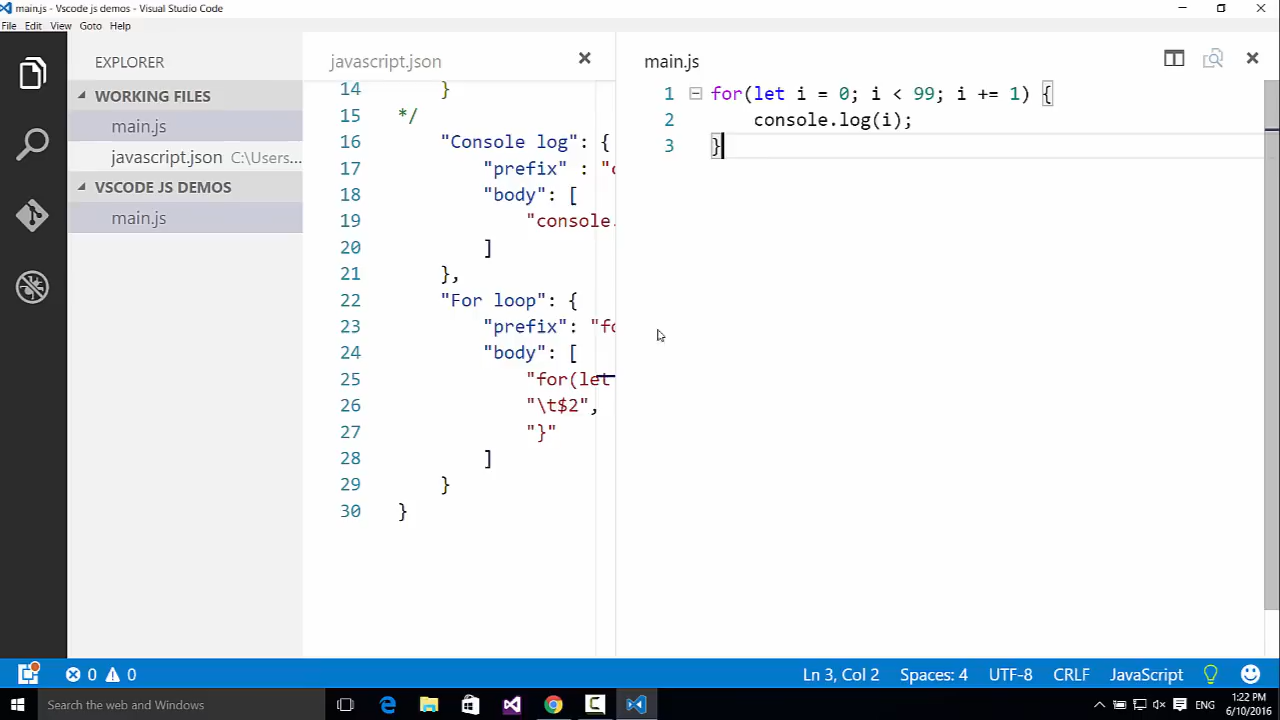 main.js - Vscode js demos - Visual Studio Code
File Edit View Goto Help
EXPLORER
WORKING FILES
main.js
javascript.json C:\Users...
VSCODE JS DEMOS
main.js
javascript.json
14 }
15 */
16 "Console log": {
17 "prefix" : "c
18 "body": [
19 "console.
20 ]
21 },
22 "For loop": {
23 "prefix": "fo
24 "body": [
25 "for(let
26 "\t$2",
27 "}"
28 ]
29 }
30 }
main.js
1 for(let i = 0; i < 99; i += 1) {
2 console.log(i);
3 }
0 0
Ln 3, Col 2 Spaces: 4 UTF-8 CRLF JavaScript
Search the web and Windows
ENG
1:22 PM
6/10/2016